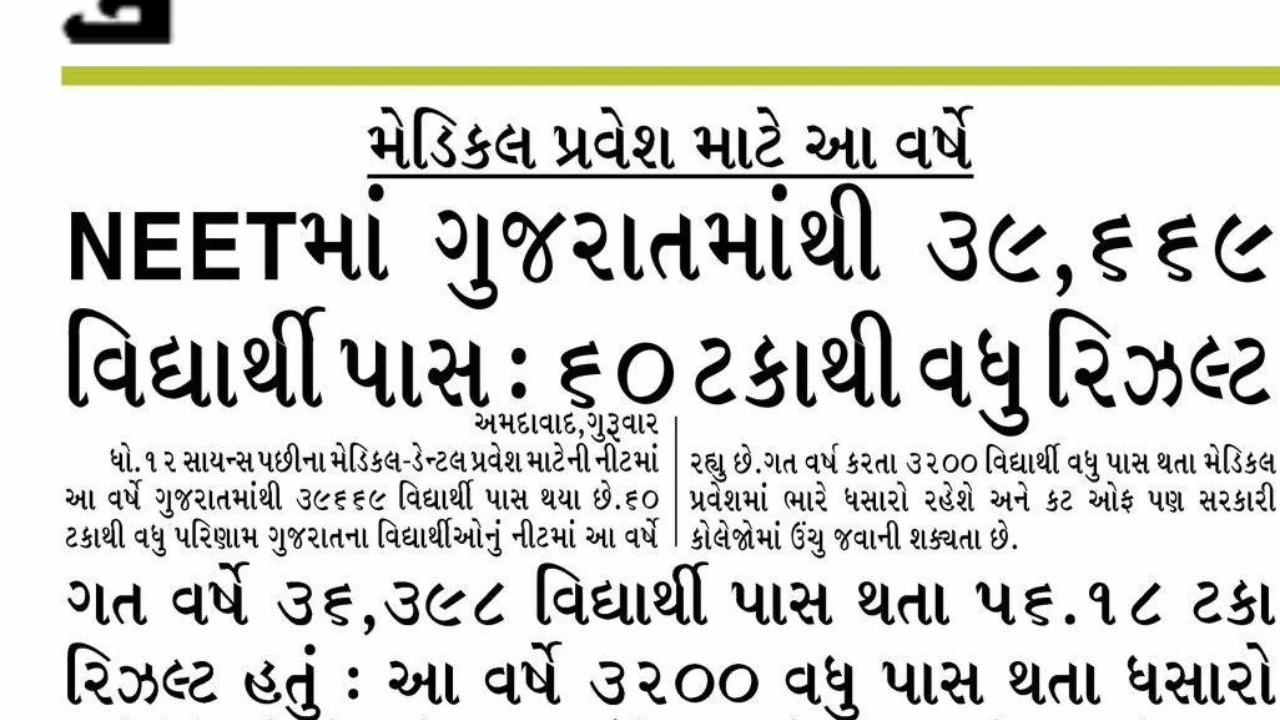 મેડિકલ પ્રવેશ માટે આ વર્ષે
NEETમાં ગુજરાતમાંથી ૩૯,૬૬૯
વિદ્યાર્થી પાસ : ૬૦ ટકાથી વધુ રિઝલ્ટ
અમદાવાદ,ગુરૂવાર
ધો.૧૨ સાયન્સ પછીના મેડિકલ-ડેન્ટલ પ્રવેશ માટેની નીટમાં
આ વર્ષે ગુજરાતમાંથી ૩૯૬૬૯ વિદ્યાર્થી પાસ થયા છે.૬૦
ટકાથી વધુ પરિણામ ગુજરાતના વિદ્યાર્થીઓનું નીટમાં આ વર્ષે
રહ્યુ છે.ગત વર્ષ કરતા ૩૨૦૦ વિદ્યાર્થી વધુ પાસ થતા મેડિકલ
પ્રવેશમાં ભારે ધસારો રહેશે અને કટ ઓફ પણ સરકારી
કોલેજોમાં ઉંચુ જવાની શક્યતા છે.
ગત વર્ષે ૩૬,૩૯૮ વિદ્યાર્થી પાસ થતા ૫૬.૧૮ ટકા
રિઝલ્ટ હતું : આ વર્ષે ૩૨૦૦ વધુ પાસ થતા ધસારો